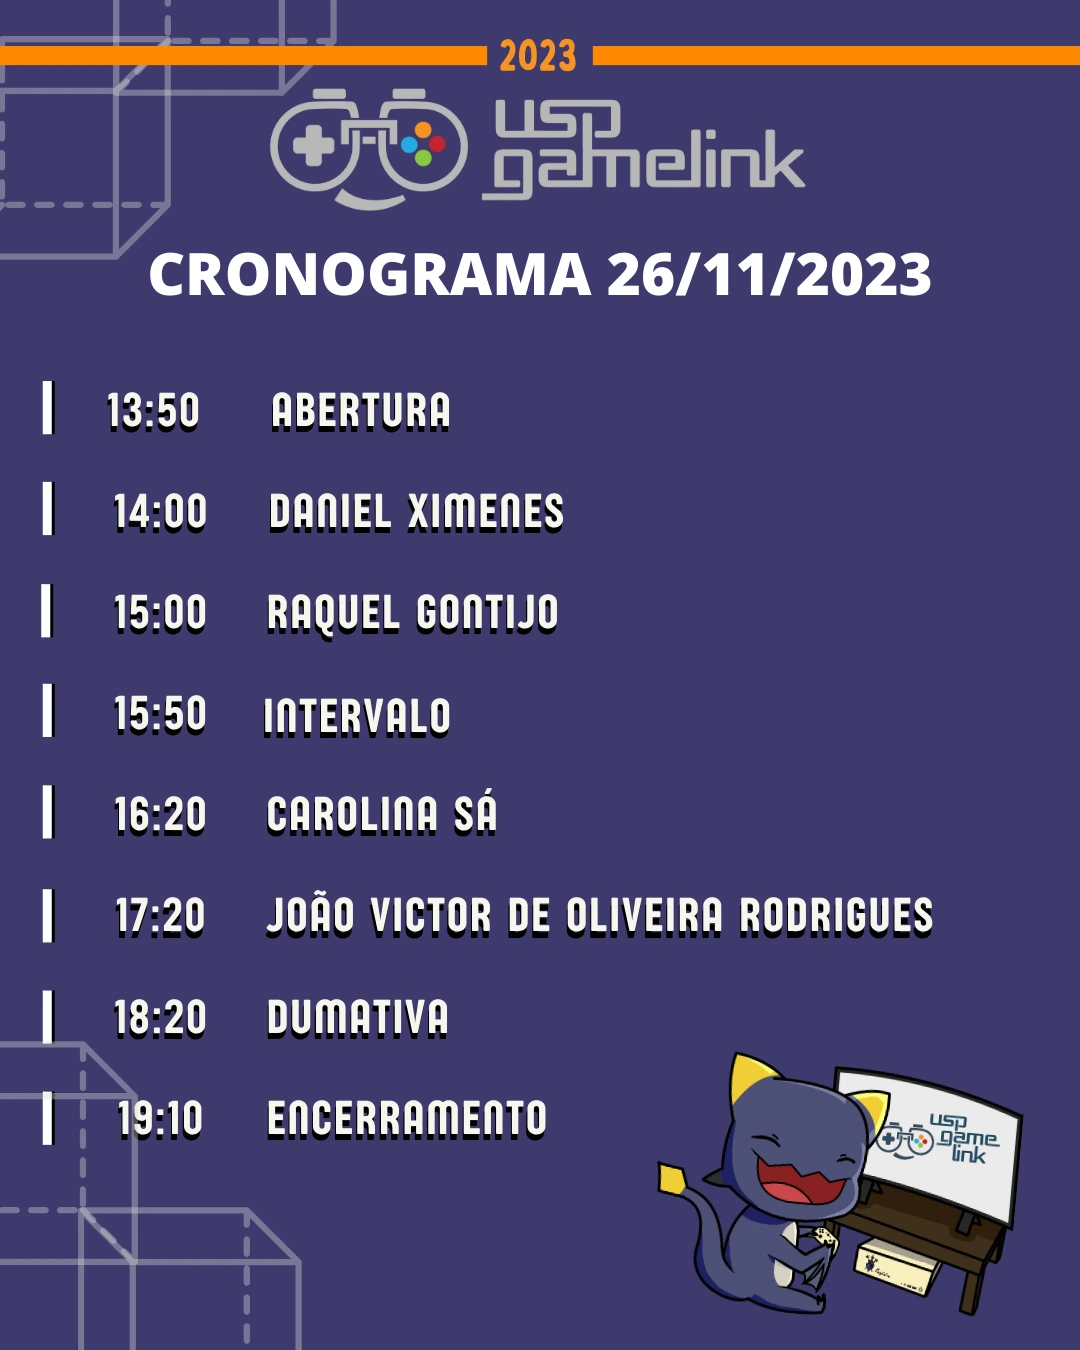 2023
usp
gamelink
CRONOGRAMA 26/11/2023
13:50 ABERTURA
14:00 DANIEL XIMENES
15:00 RAQUEL GONTIJO
15:50 INTERVALO
16:20 CAROLINA SÁ
17:20 JOÃO VICTOR DE OLIVEIRA RODRIGUES
18:20 DUMATIVA
19:10 ENCERRAMENTO
usp
game
link